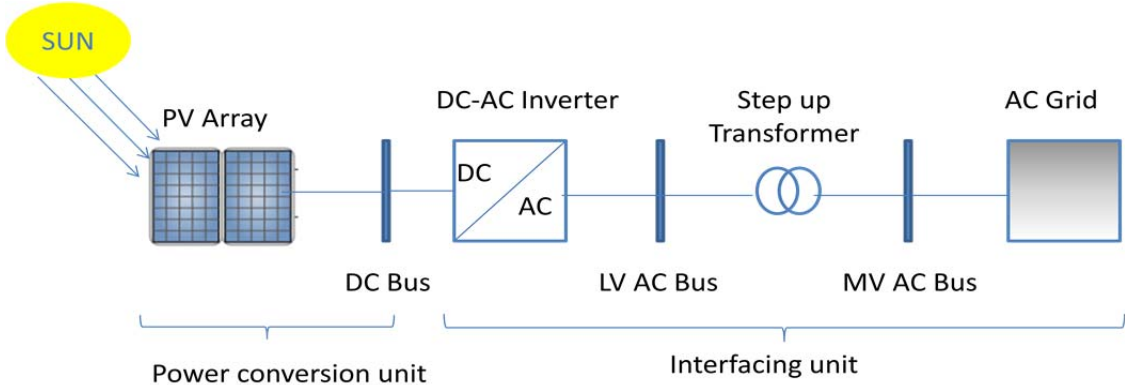 SUN
PV Array
DC-AC Inverter
Step up
Transformer
AC Grid
DC
AC
DC Bus
LV AC Bus
MV AC Bus
Power conversion unit
Interfacing unit